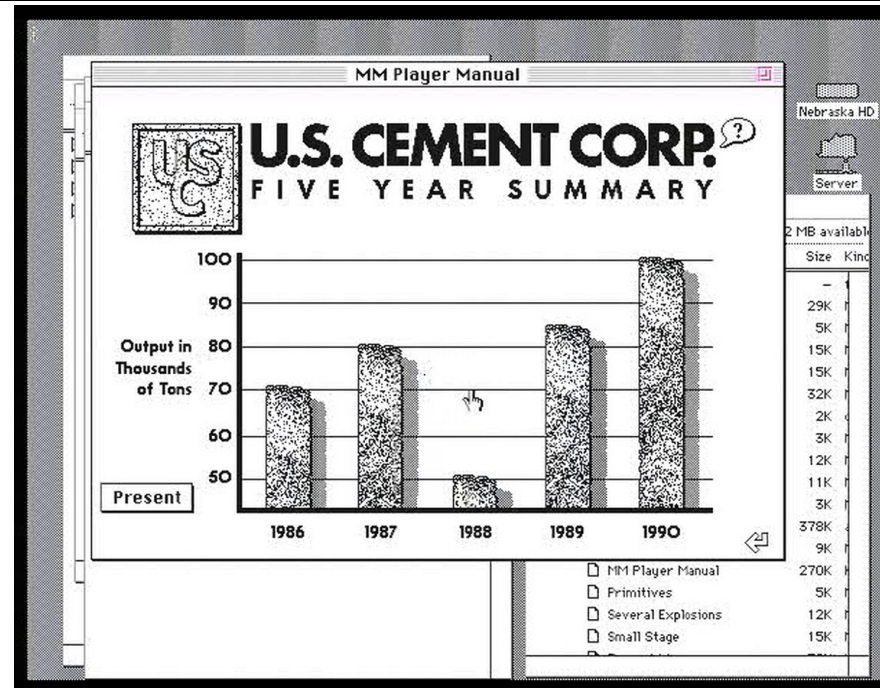 MM Player Manual
Nebraska HD
USC
U.S. CEMENT CORP.
?
FIVE YEAR SUMMARY
Server
2 MB availabl
Size Kind
100
90
80
70
60
50
Output in
Thousands
of Tons
Present
1986 1987 1988 1989 1990
–
29K
5K
15K
15K
32K
2K
3K
12K
11K
3K
378K
9K
MM Player Manual 270K
Primitives 5K
Several Explosions 12K
Small Stage 15K